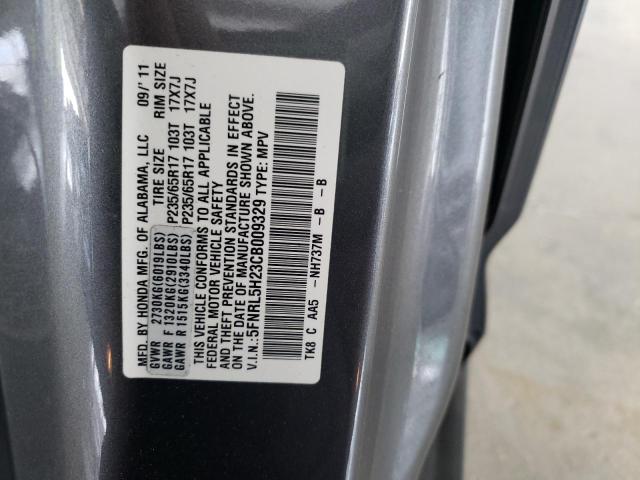 MFD. BY HONDA MFG. OF ALABAMA, LLC 09/'11
TIRE SIZE RIM SIZE
GVWR 2730KG(6019LBS)
GAWR F 1320KG(2910LBS) P235/65R17 103T 17X7J
GAWR R 1515KG(3340LBS) P235/65R17 103T 17X7J
THIS VEHICLE CONFORMS TO ALL APPLICABLE
FEDERAL MOTOR VEHICLE SAFETY
AND THEFT PREVENTION STANDARDS IN EFFECT
ON THE DATE OF MANUFACTURE SHOWN ABOVE.
V.I.N.:5FNRL5H23CB009329 TYPE: MPV
TK8 C AA5 -NH737M -B -B